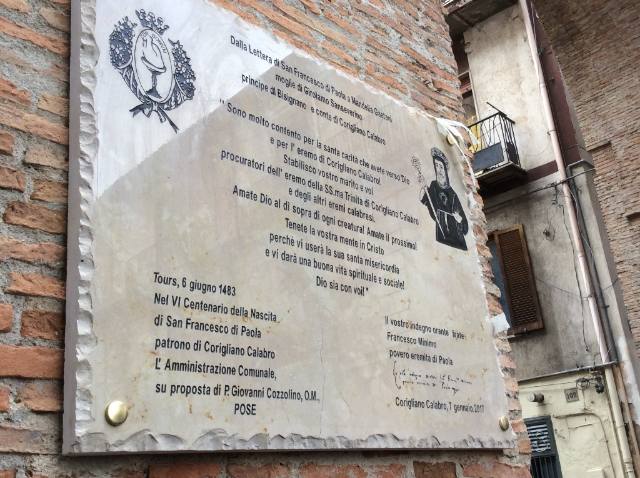 Dalla Lettera di San Francesco di Paola a Mandella Gaetani
moglie di Girolamo Sanseverino
principe di Bisignano e conte di Corigliano Calabro
"Sono molto contento per la santa carità che avete verso Dio
e per l' eremo di Corigliano Calabro!
Stabilisco vostro marito e voi
procuratori dell' eremo della SS.ma Trinità di Corigliano Calabro
e degli altri eremi calabresi.
Amate Dio al di sopra di ogni creatura! Amate il prossimo!
Tenete la vostra mente in Cristo
perchè vi userà la sua santa misericordia
e vi darà una buona vita spirituale e sociale!
Dio sia con voi!"
Tours, 6 giugno 1483
Nel VI Centenario della Nascita
di San Francesco di Paola
patrono di Corigliano Calabro
L' Amministrazione Comunale,
su proposta di P. Giovanni Cozzolino, O.M.,
POSE
Il vostro indegno orante
Francesco Minimo
povero eremita di Paola
Corigliano Calabro, 1 gennaio 2017